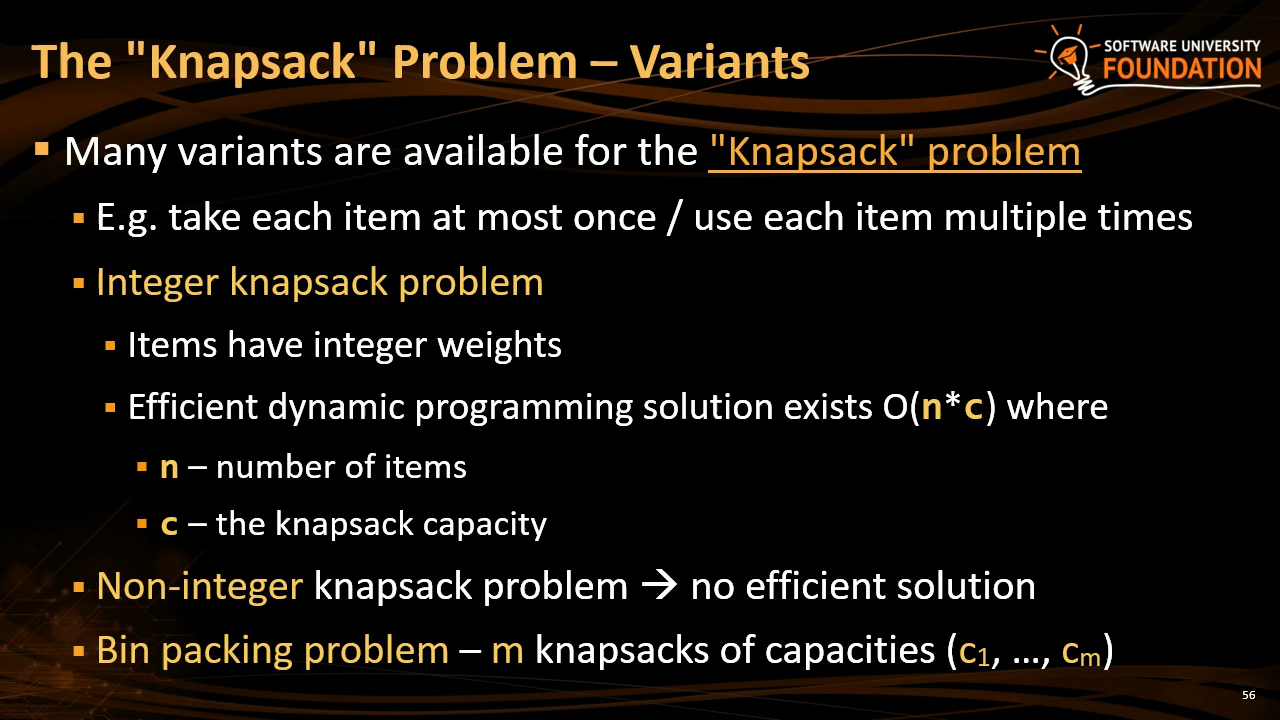 The "Knapsack" Problem – Variants
SOFTWARE UNIVERSITY
FOUNDATION
▪ Many variants are available for the "Knapsack" problem
▪ E.g. take each item at most once / use each item multiple times
▪ Integer knapsack problem
▪ Items have integer weights
▪ Efficient dynamic programming solution exists O(n*c) where
▪ n – number of items
▪ c – the knapsack capacity
▪ Non-integer knapsack problem → no efficient solution
▪ Bin packing problem – m knapsacks of capacities (c₁, …, cₘ)
56